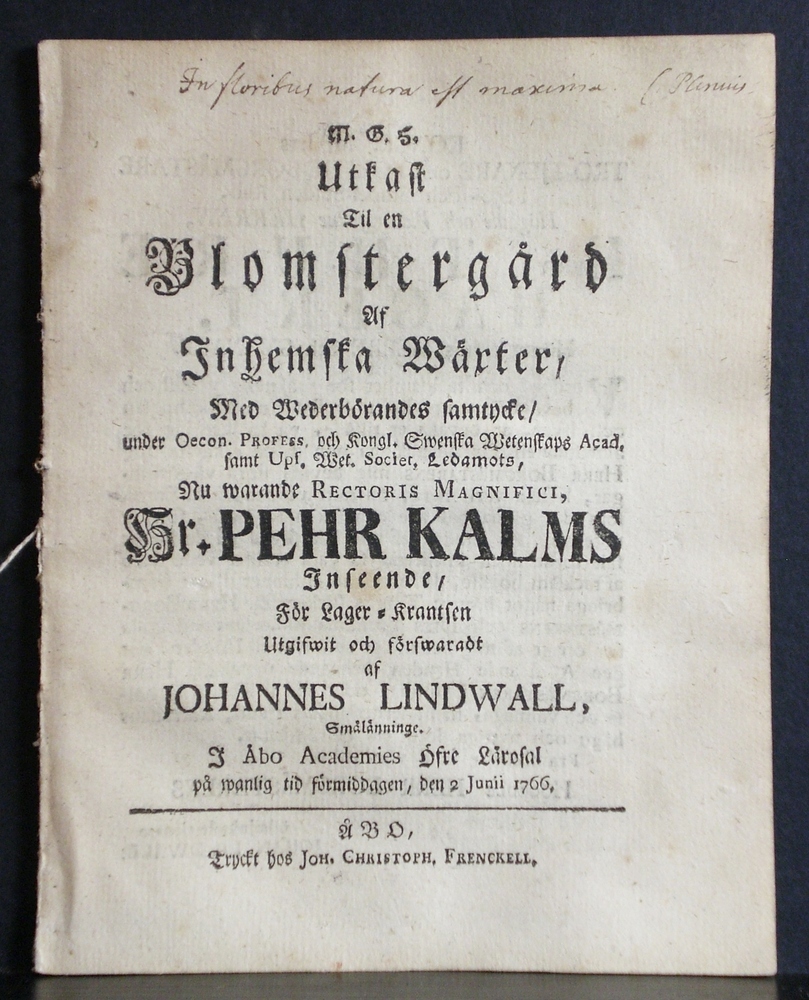 In floribus natura est maxima. (Plinius.
M. G. H.
Utkast
Til en
Blomstergård
Af
Inhemska Wäxter/
Med Wederbörandes samtycke/
under Oecon. Profess. och Kongl. Swenska Wetenskaps Acad.
samt Ups. Wet. Societ. Ledamots,
Nu warande Rectoris Magnifici,
Hr. PEHR KALMS
Inseende/
För Lager-Krantsen
Utgifwit och förswaradt
af
JOHANNES LINDWALL,
Smålänninge.
I Åbo Academies Öfre Lärosal
på wanlig tid förmiddagen, den 2 Junii 1766.
ÅBO,
Tryckt hos Joh. Christoph. Frenckell.